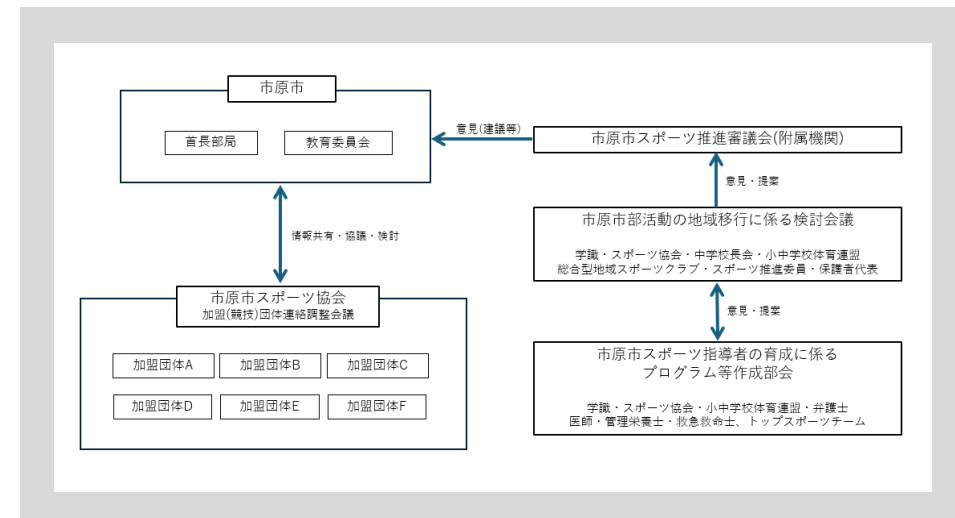 市原市
首長部局
教育委員会
意見(建議等)
市原市スポーツ推進審議会(附属機関)
意見・提案
市原市部活動の地域移行に係る検討会議
学識・スポーツ協会・中学校長会・小中学校体育連盟
総合型地域スポーツクラブ・スポーツ推進委員・保護者代表
情報共有・協議・検討
意見・提案
市原市スポーツ協会
加盟(競技)団体連絡調整会議
加盟団体A
加盟団体B
加盟団体C
加盟団体D
加盟団体E
加盟団体F
市原市スポーツ指導者の育成に係る
プログラム等作成部会
学識・スポーツ協会・小中学校体育連盟・弁護士
医師・管理栄養士・救急救命士、トップスポーツチーム